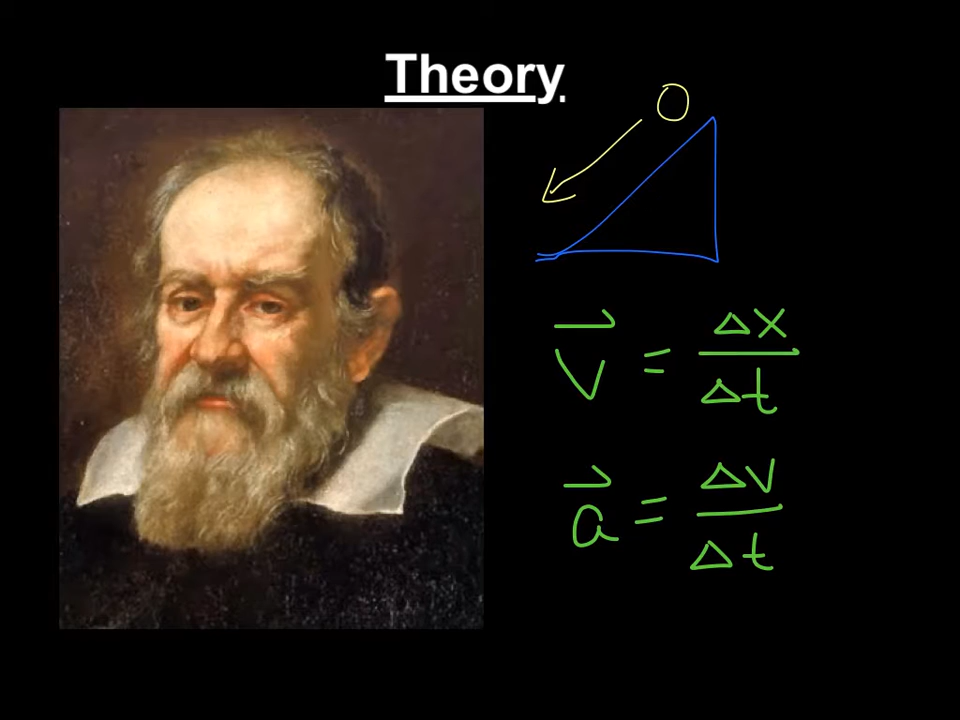 Theory
v⃗ = Δx / Δt
a⃗ = Δv / Δt